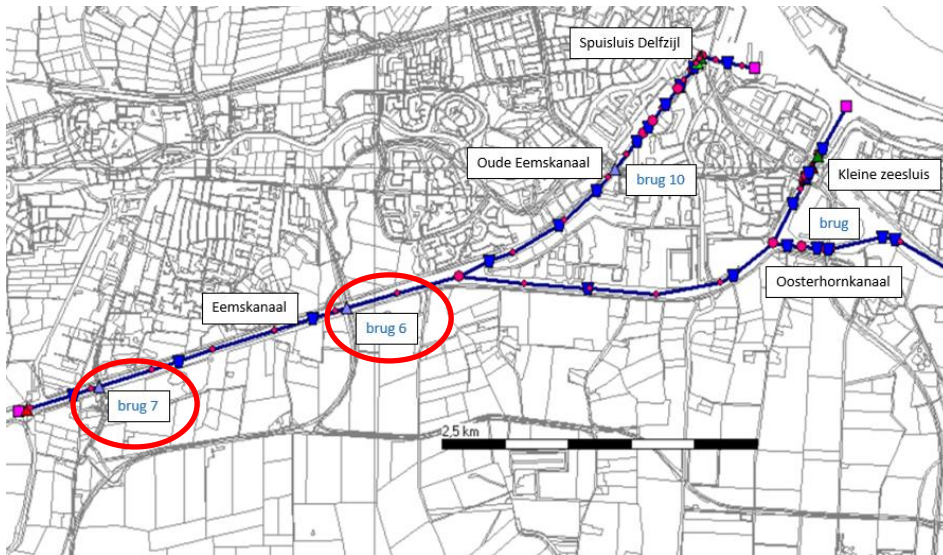 Spuisluis Delfzijl
Oude Eemskanaal
brug 10
Kleine zeesluis
brug
Oosterhornkanaal
Eemskanaal
brug 6
brug 7
2,5 km